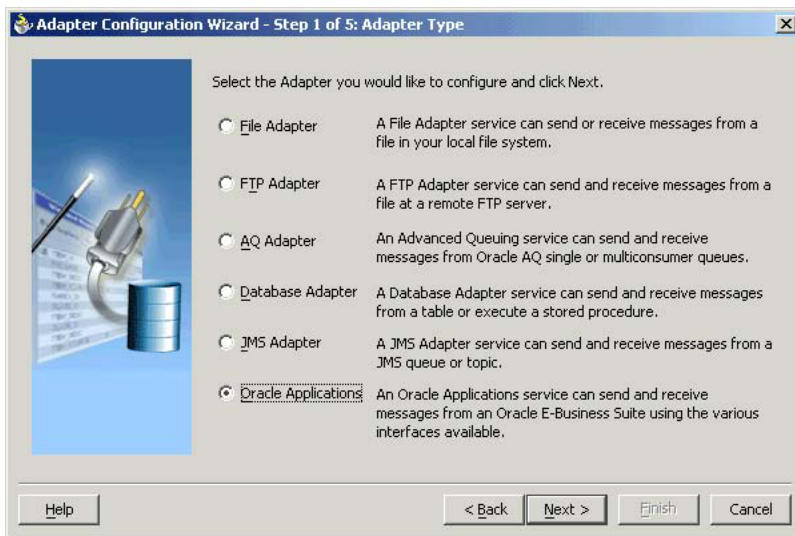 Adapter Configuration Wizard - Step 1 of 5: Adapter Type
Select the Adapter you would like to configure and click Next.
File Adapter
A File Adapter service can send or receive messages from a
file in your local file system.
FTP Adapter
A FTP Adapter service can send and receive messages from a
file at a remote FTP server.
AQ Adapter
An Advanced Queuing service can send and receive
messages from Oracle AQ single or multiconsumer queues.
Database Adapter
A Database Adapter service can send and receive messages
from a table or execute a stored procedure.
JMS Adapter
A JMS Adapter service can send and receive messages from a
JMS queue or topic.
Oracle Applications
An Oracle Applications service can send and receive
messages from an Oracle E-Business Suite using the various
interfaces available.
Help
< Back
Next >
Finish
Cancel